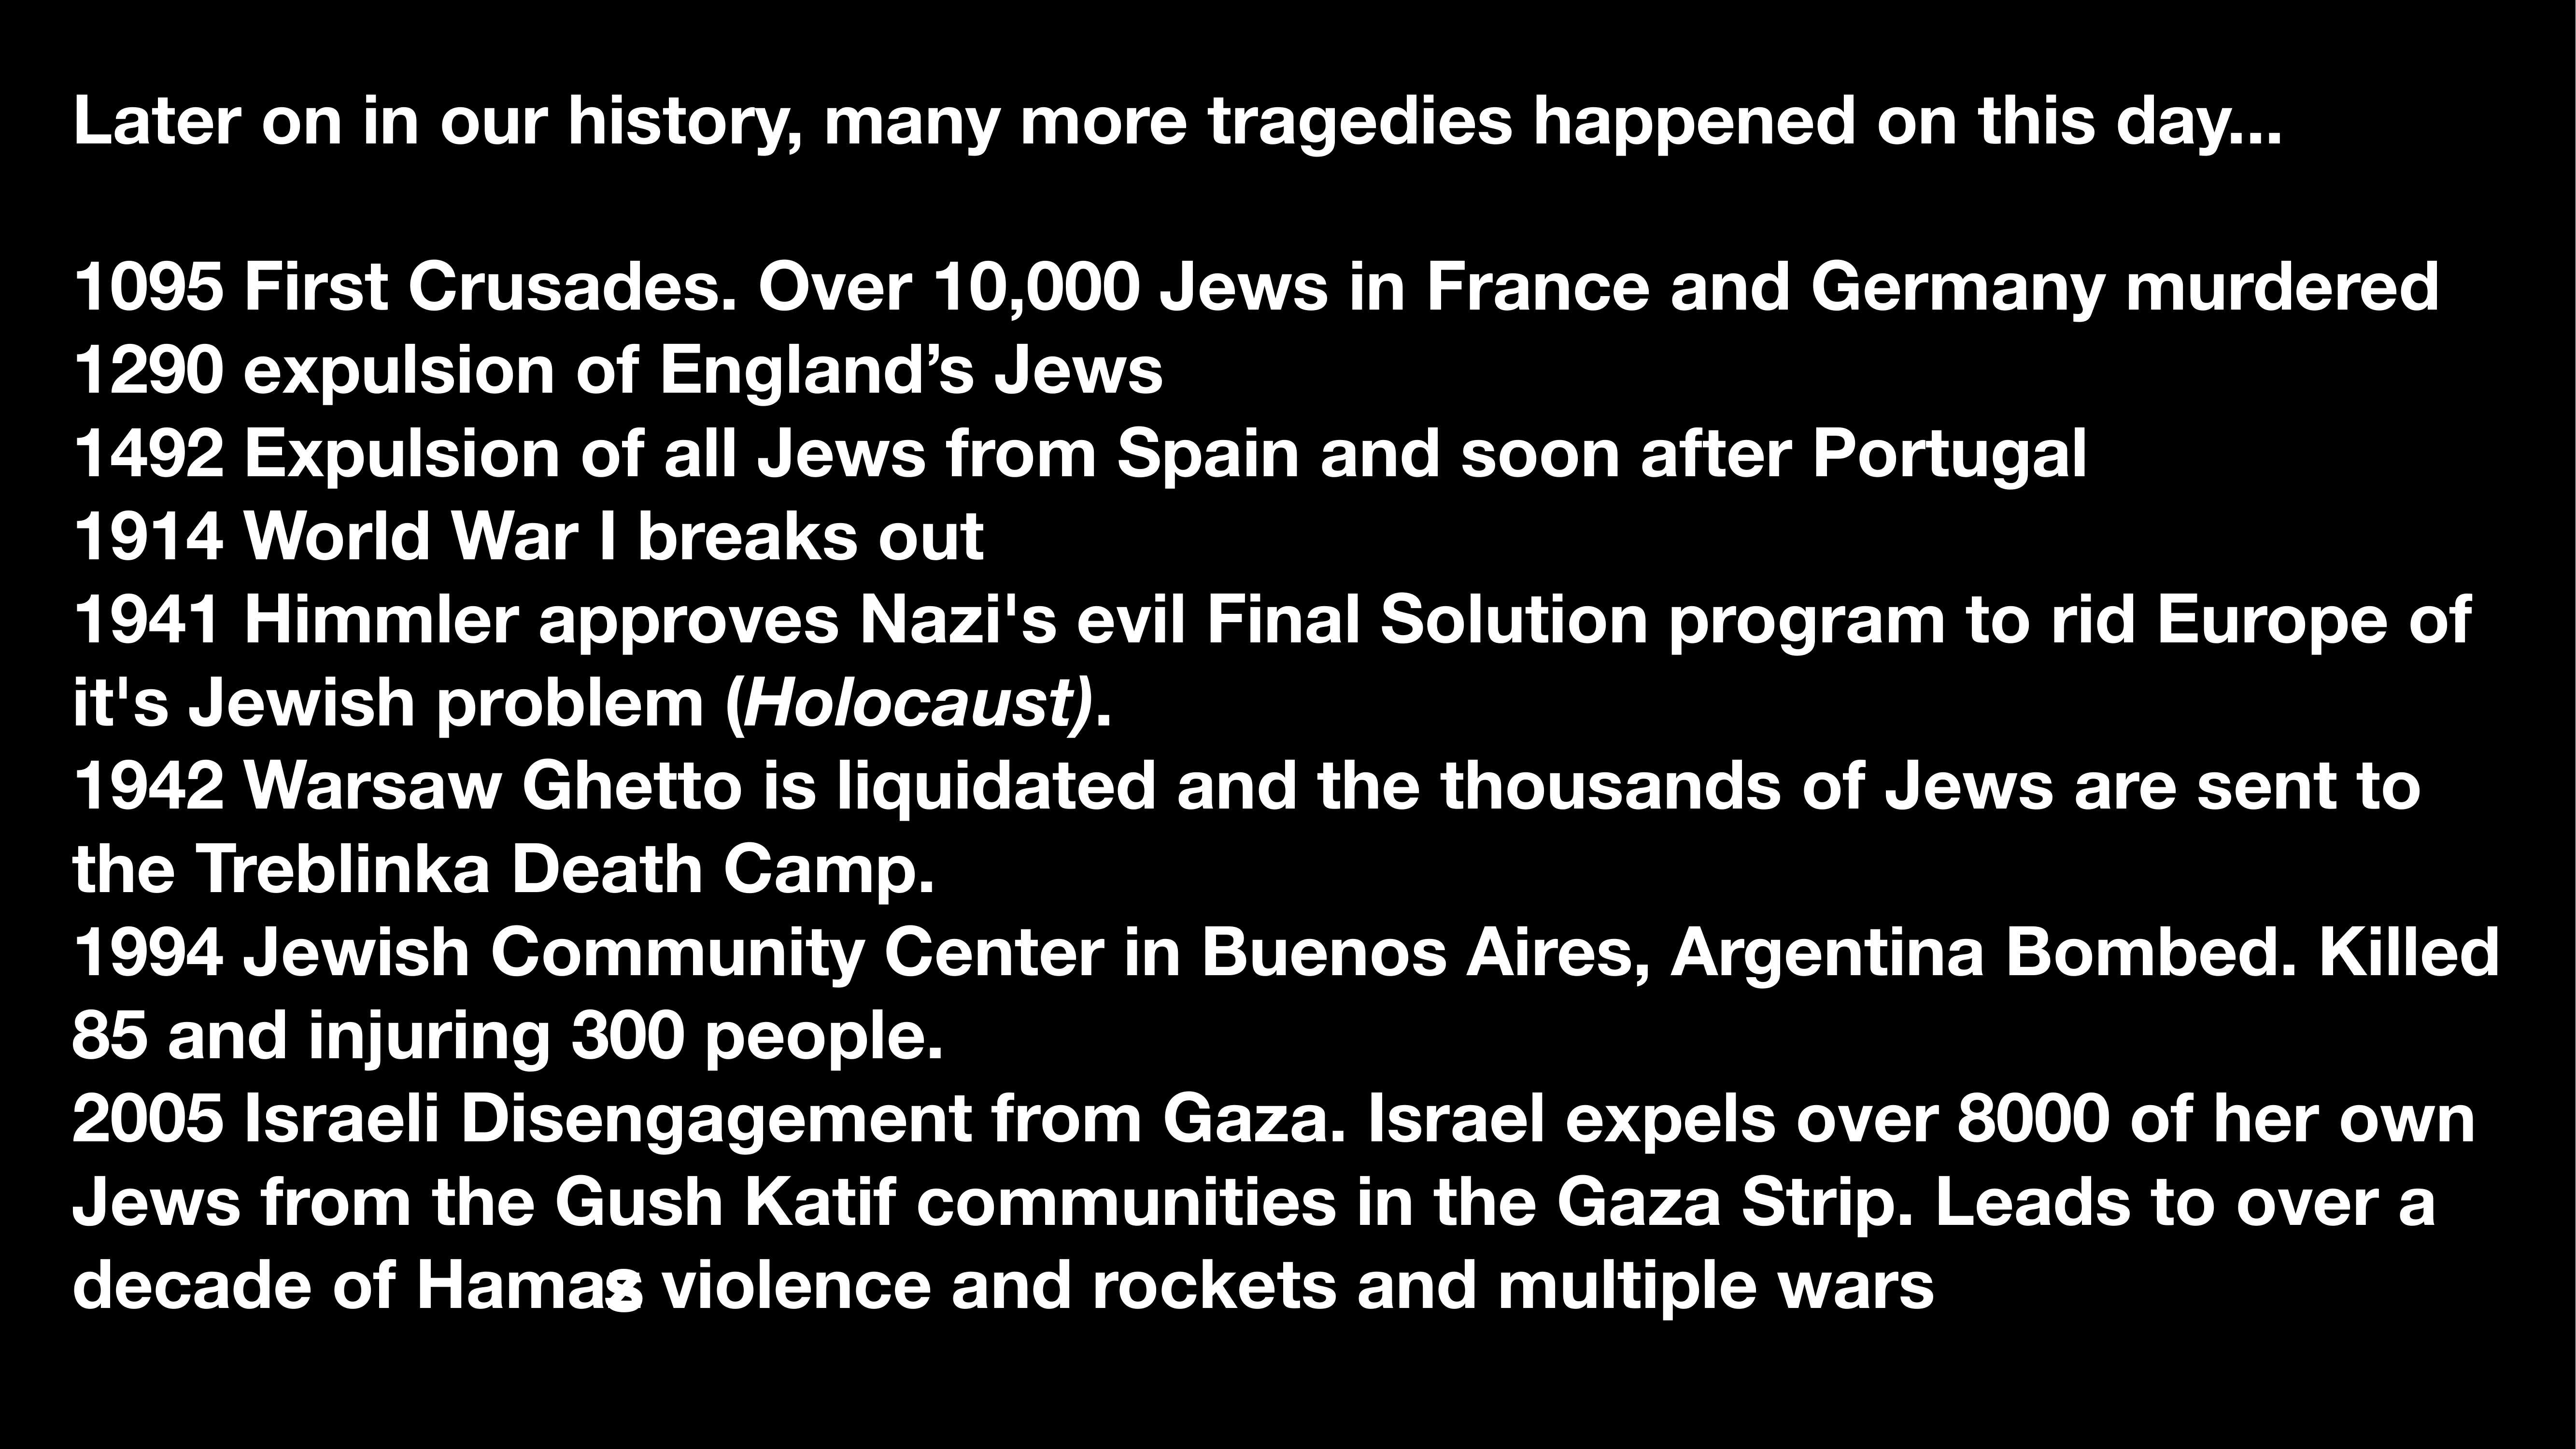 Later on in our history, many more tragedies happened on this day...
1095 First Crusades. Over 10,000 Jews in France and Germany murdered
1290 expulsion of England’s Jews
1492 Expulsion of all Jews from Spain and soon after Portugal
1914 World War I breaks out
1941 Himmler approves Nazi's evil Final Solution program to rid Europe of
it's Jewish problem (Holocaust).
1942 Warsaw Ghetto is liquidated and the thousands of Jews are sent to
the Treblinka Death Camp.
1994 Jewish Community Center in Buenos Aires, Argentina Bombed. Killed
85 and injuring 300 people.
2005 Israeli Disengagement from Gaza. Israel expels over 8000 of her own
Jews from the Gush Katif communities in the Gaza Strip. Leads to over a
decade of Hamas violence and rockets and multiple wars